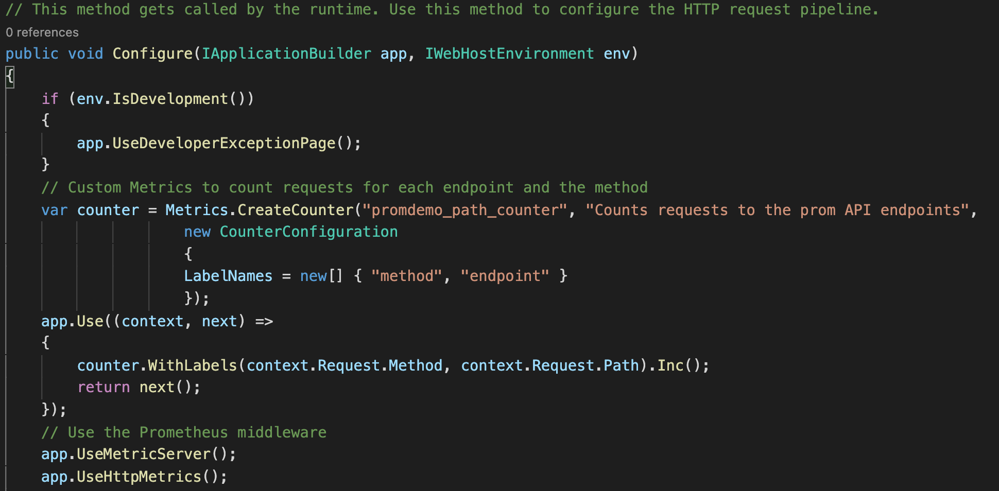 // This method gets called by the runtime. Use this method to configure the HTTP request pipeline.
0 references
public void Configure(IApplicationBuilder app, IWebHostEnvironment env)
{
    if (env.IsDevelopment())
    {
        app.UseDeveloperExceptionPage();
    }
    // Custom Metrics to count requests for each endpoint and the method
    var counter = Metrics.CreateCounter("promdemo_path_counter", "Counts requests to the prom API endpoints",
                    new CounterConfiguration
                    {
                    LabelNames = new[] { "method", "endpoint" }
                    });
    app.Use((context, next) =>
    {
        counter.WithLabels(context.Request.Method, context.Request.Path).Inc();
        return next();
    });
    // Use the Prometheus middleware
    app.UseMetricServer();
    app.UseHttpMetrics();